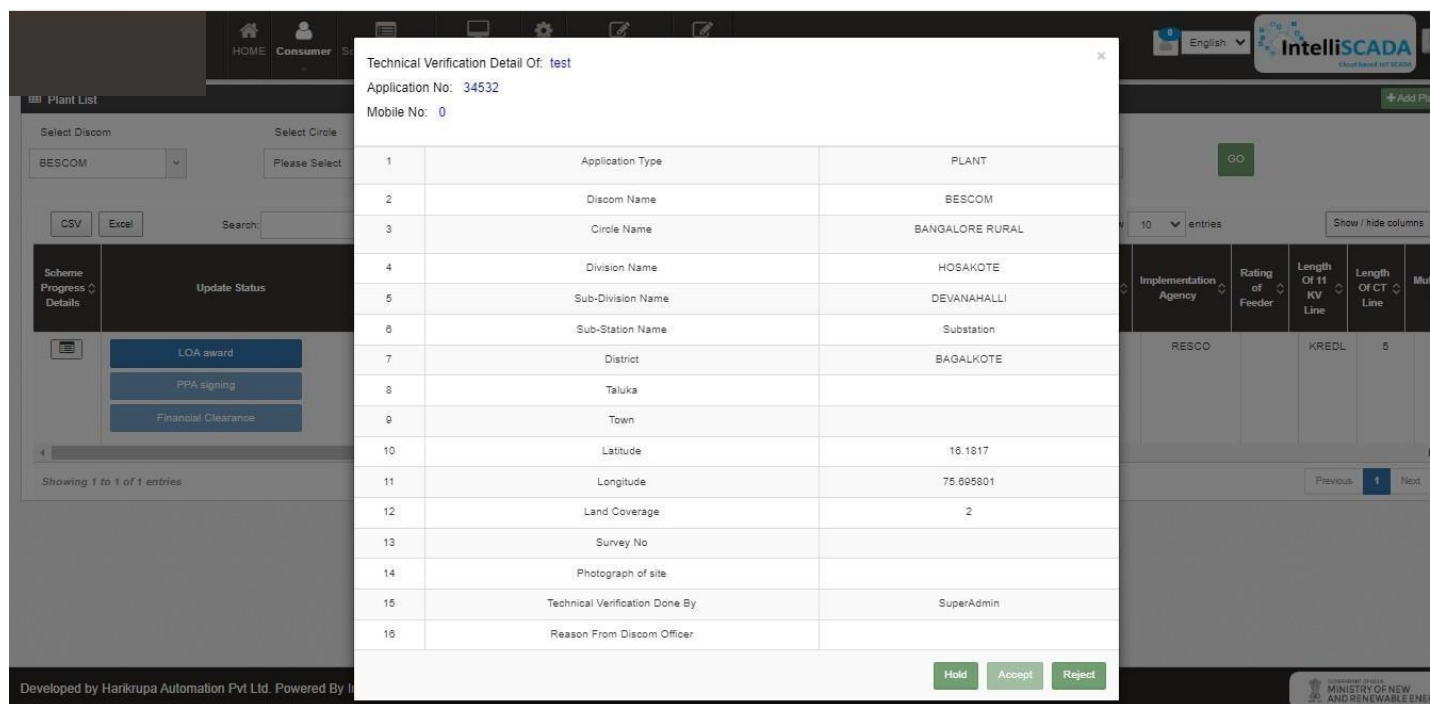 HOME Consumer
0
English
IntelliSCADA
Cloud based IoT SCADA
Plant List
Select Discom
Select Circle
BESCOM
Please Select
GO
CSV Excel Search:
10 entries
Show / hide columns
Scheme Progress Details
Update Status
Implementation Agency
Rating of Feeder
Length Of 11 KV Line
Length Of CT Line
LOA award
PPA signing
Financial Clearance
RESCO KREDL 5
Showing 1 to 1 of 1 entries
Previous 1 Next
Technical Verification Detail Of: test
×
Application No: 34532
Mobile No: 0
1 Application Type PLANT
2 Discom Name BESCOM
3 Circle Name BANGALORE RURAL
4 Division Name HOSAKOTE
5 Sub-Division Name DEVANAHALLI
6 Sub-Station Name Substation
7 District BAGALKOTE
8 Taluka
9 Town
10 Latitude 16.1817
11 Longitude 75.695801
12 Land Coverage 2
13 Survey No
14 Photograph of site
15 Technical Verification Done By SuperAdmin
16 Reason From Discom Officer
Hold Accept Reject
Developed by Harikrupa Automation Pvt Ltd. Powered By
MINISTRY OF NEW